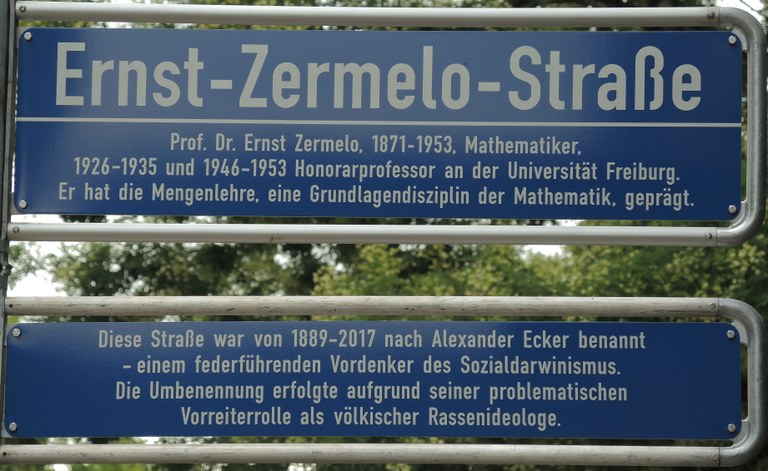 Ernst-Zermelo-Straße
Prof. Dr. Ernst Zermelo, 1871-1953, Mathematiker,
1926-1935 und 1946-1953 Honorarprofessor an der Universität Freiburg.
Er hat die Mengenlehre, eine Grundlagendisziplin der Mathematik, geprägt.
Diese Straße war von 1889-2017 nach Alexander Ecker benannt
- einem federführenden Vordenker des Sozialdarwinismus.
Die Umbenennung erfolgte aufgrund seiner problematischen
Vorreiterrolle als völkischer Rassenideologe.